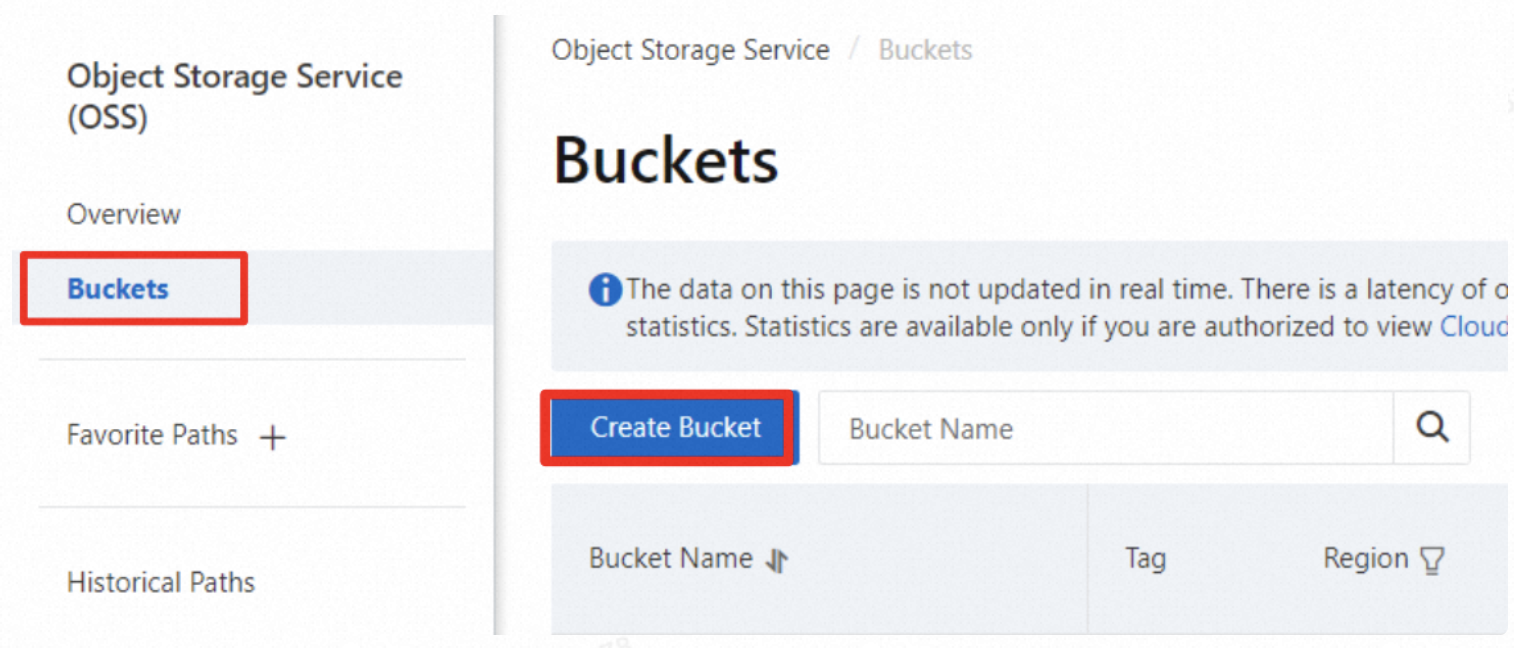 Object Storage Service
(OSS)
Overview
Buckets
Favorite Paths +
Historical Paths
Object Storage Service / Buckets
Buckets
The data on this page is not updated in real time. There is a latency of
statistics. Statistics are available only if you are authorized to view Cloud
Create Bucket
Bucket Name
Bucket Name
Tag
Region